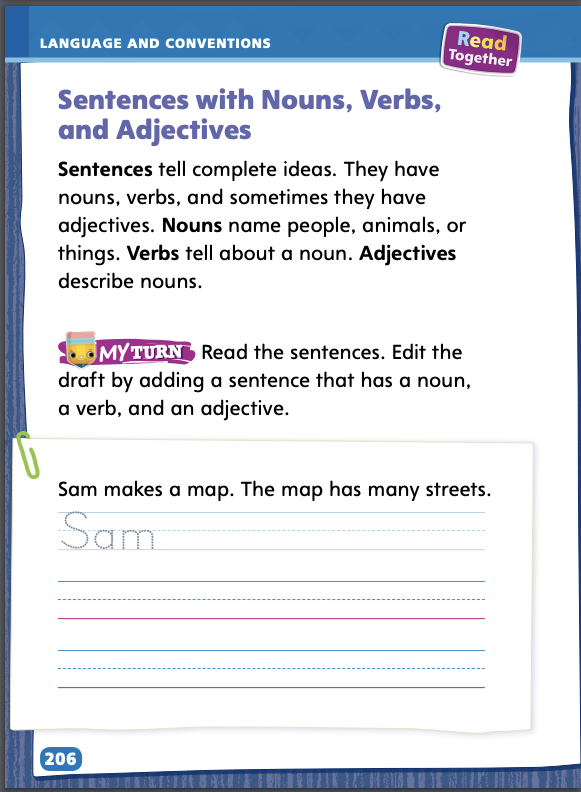 LANGUAGE AND CONVENTIONS
Read
Together
Sentences with Nouns, Verbs,
and Adjectives
Sentences tell complete ideas. They have
nouns, verbs, and sometimes they have
adjectives. Nouns name people, animals, or
things. Verbs tell about a noun. Adjectives
describe nouns.
MY TURN Read the sentences. Edit the
draft by adding a sentence that has a noun,
a verb, and an adjective.
Sam makes a map. The map has many streets.
Sam
206